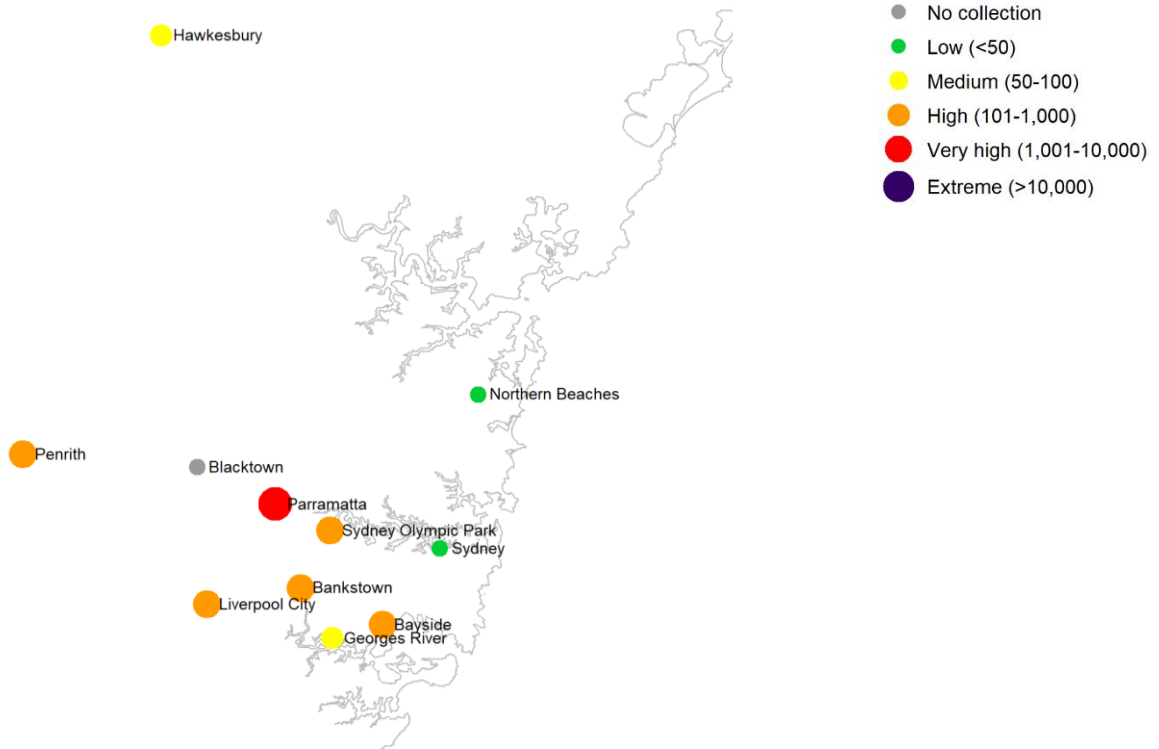 Hawkesbury
No collection
Low (<50)
Medium (50-100)
High (101-1,000)
Very high (1,001-10,000)
Extreme (>10,000)
Northern Beaches
Penrith
Blacktown
Parramatta
Sydney Olympic Park
Sydney
Bankstown
Liverpool City
Bayside
Georges River